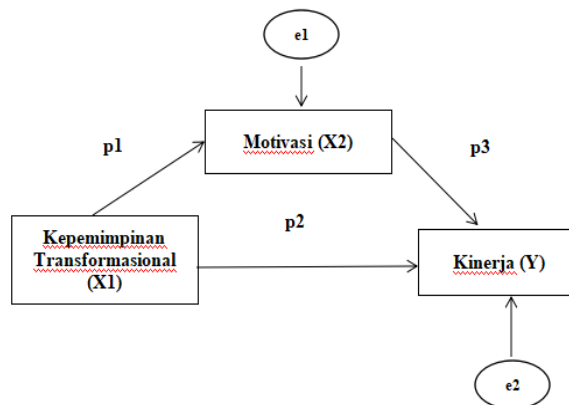 e1
Motivasi (X2)
p1
p3
p2
Kepemimpinan
Transformasional
(X1)
Kinerja (Y)
e2